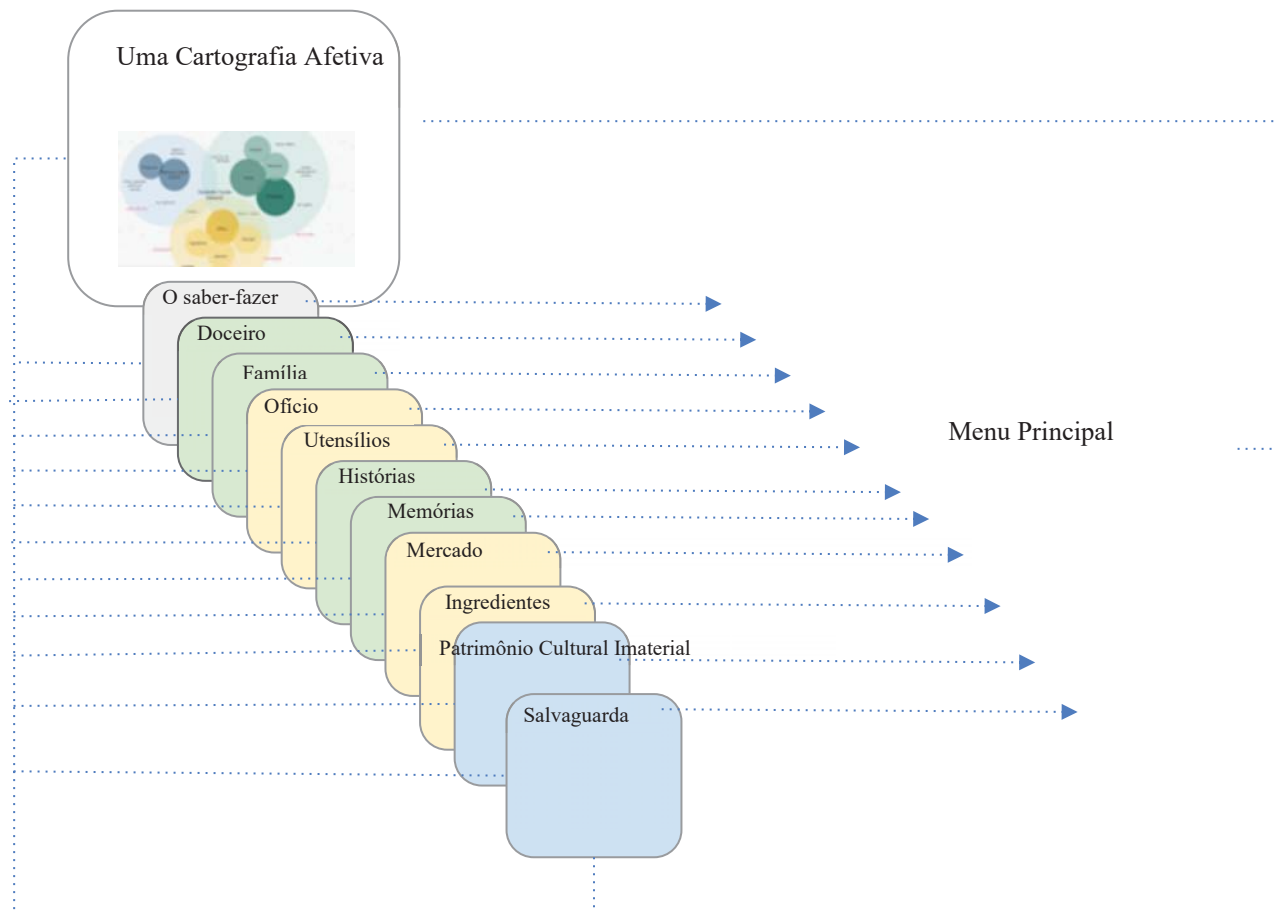 Uma Cartografia Afetiva
O saber-fazer
Doceiro
Família
Ofício
Utensílios
Menu Principal
Histórias
Memórias
Mercado
Ingredientes
Patrimônio Cultural Imaterial
Salvaguarda